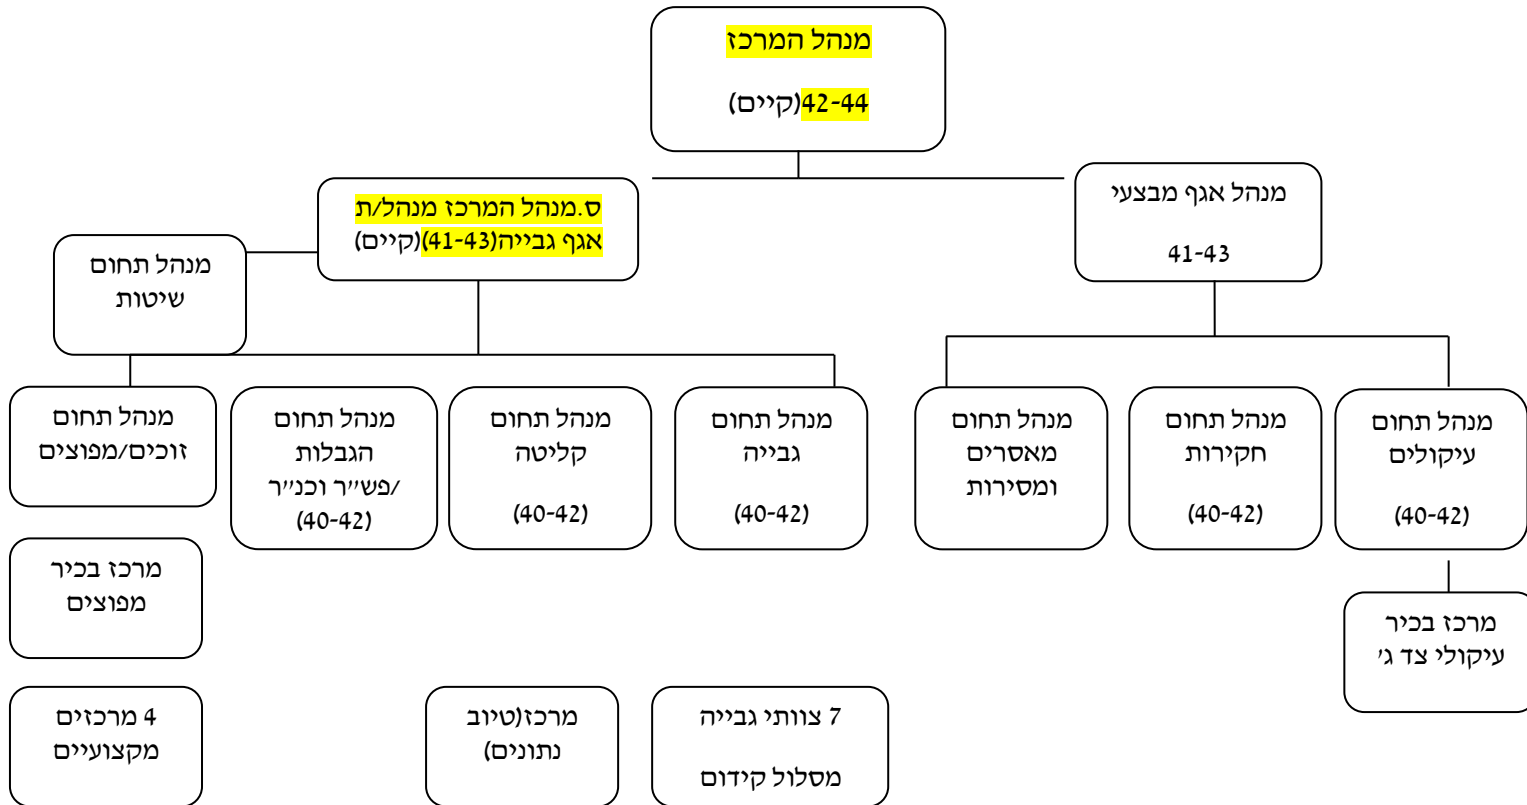 מנהל המרכז
42-44(קיים)
מנהל אגף מבצעי
41-43
ס.מנהל המרכז מנהל/ת
אגף גבייה(41-43)(קיים)
מנהל תחום
שיטות
מנהל תחום
עיקולים
(40-42)
מנהל תחום
חקירות
(40-42)
מנהל תחום
מאסרים
ומסירות
מנהל תחום
גבייה
(40-42)
מנהל תחום
קליטה
(40-42)
מנהל תחום
הגבלות
/פש״ר וכנ״ר
(40-42)
מנהל תחום
זוכים/מפוצים
מרכז בכיר
מפוצים
מרכז בכיר
עיקולי צד ג'
7 צוותי גבייה
מסלול קידום
מרכז(טיוב
נתונים)
4 מרכזים
מקצועיים